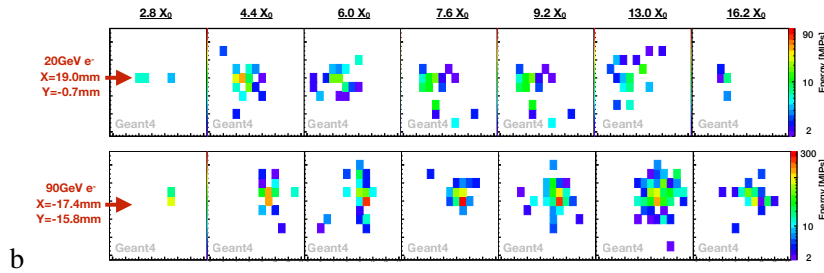 2.8 X0 4.4 X0 6.0 X0 7.6 X0 9.2 X0 13.0 X0 16.2 X0
20GeV e-
X=19.0mm
Y=-0.7mm
Geant4 Geant4 Geant4 Geant4 Geant4 Geant4 Geant4
90
10
2
Energy [MIPs]
90GeV e-
X=-17.4mm
Y=-15.8mm
Geant4 Geant4 Geant4 Geant4 Geant4 Geant4 Geant4
300
10
2
Energy [MIPs]
b